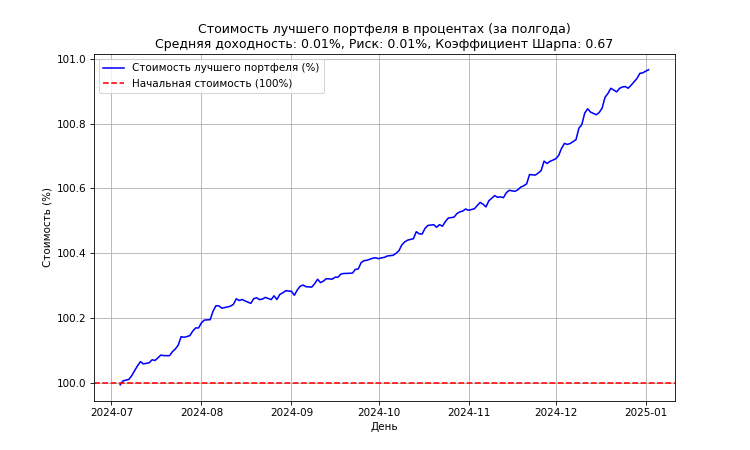 Стоимость лучшего портфеля в процентах (за полгода)
Средняя доходность: 0.01%, Риск: 0.01%, Коэффициент Шарпа: 0.67
Стоимость лучшего портфеля (%)
Начальная стоимость (100%)
Стоимость (%)
101.0
100.8
100.6
100.4
100.2
100.0
2024-07 2024-08 2024-09 2024-10 2024-11 2024-12 2025-01
День